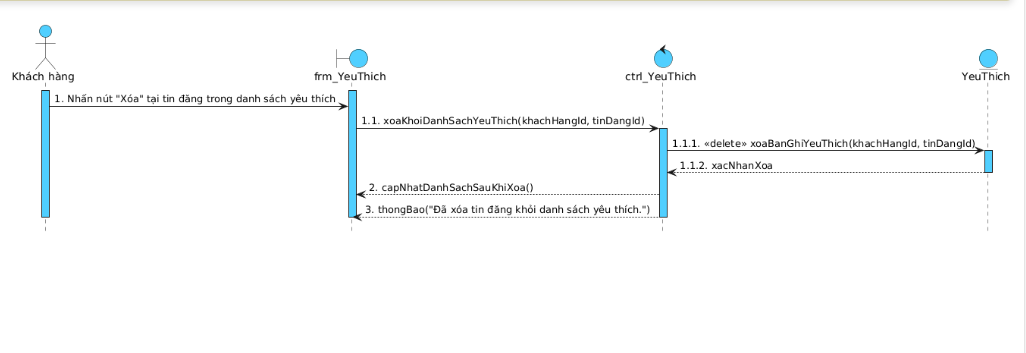 Khách hàng
frm_YeuThich
ctrl_YeuThich
YeuThich
1. Nhấn nút "Xóa" tại tin đăng trong danh sách yêu thích
1.1. xoaKhoiDanhSachYeuThich(khachHangId, tinDangId)
1.1.1. «delete» xoaBanGhiYeuThich(khachHangId, tinDangId)
1.1.2. xacNhanXoa
2. capNhatDanhSachSauKhiXoa()
3. thongBao("Đã xóa tin đăng khỏi danh sách yêu thích.")